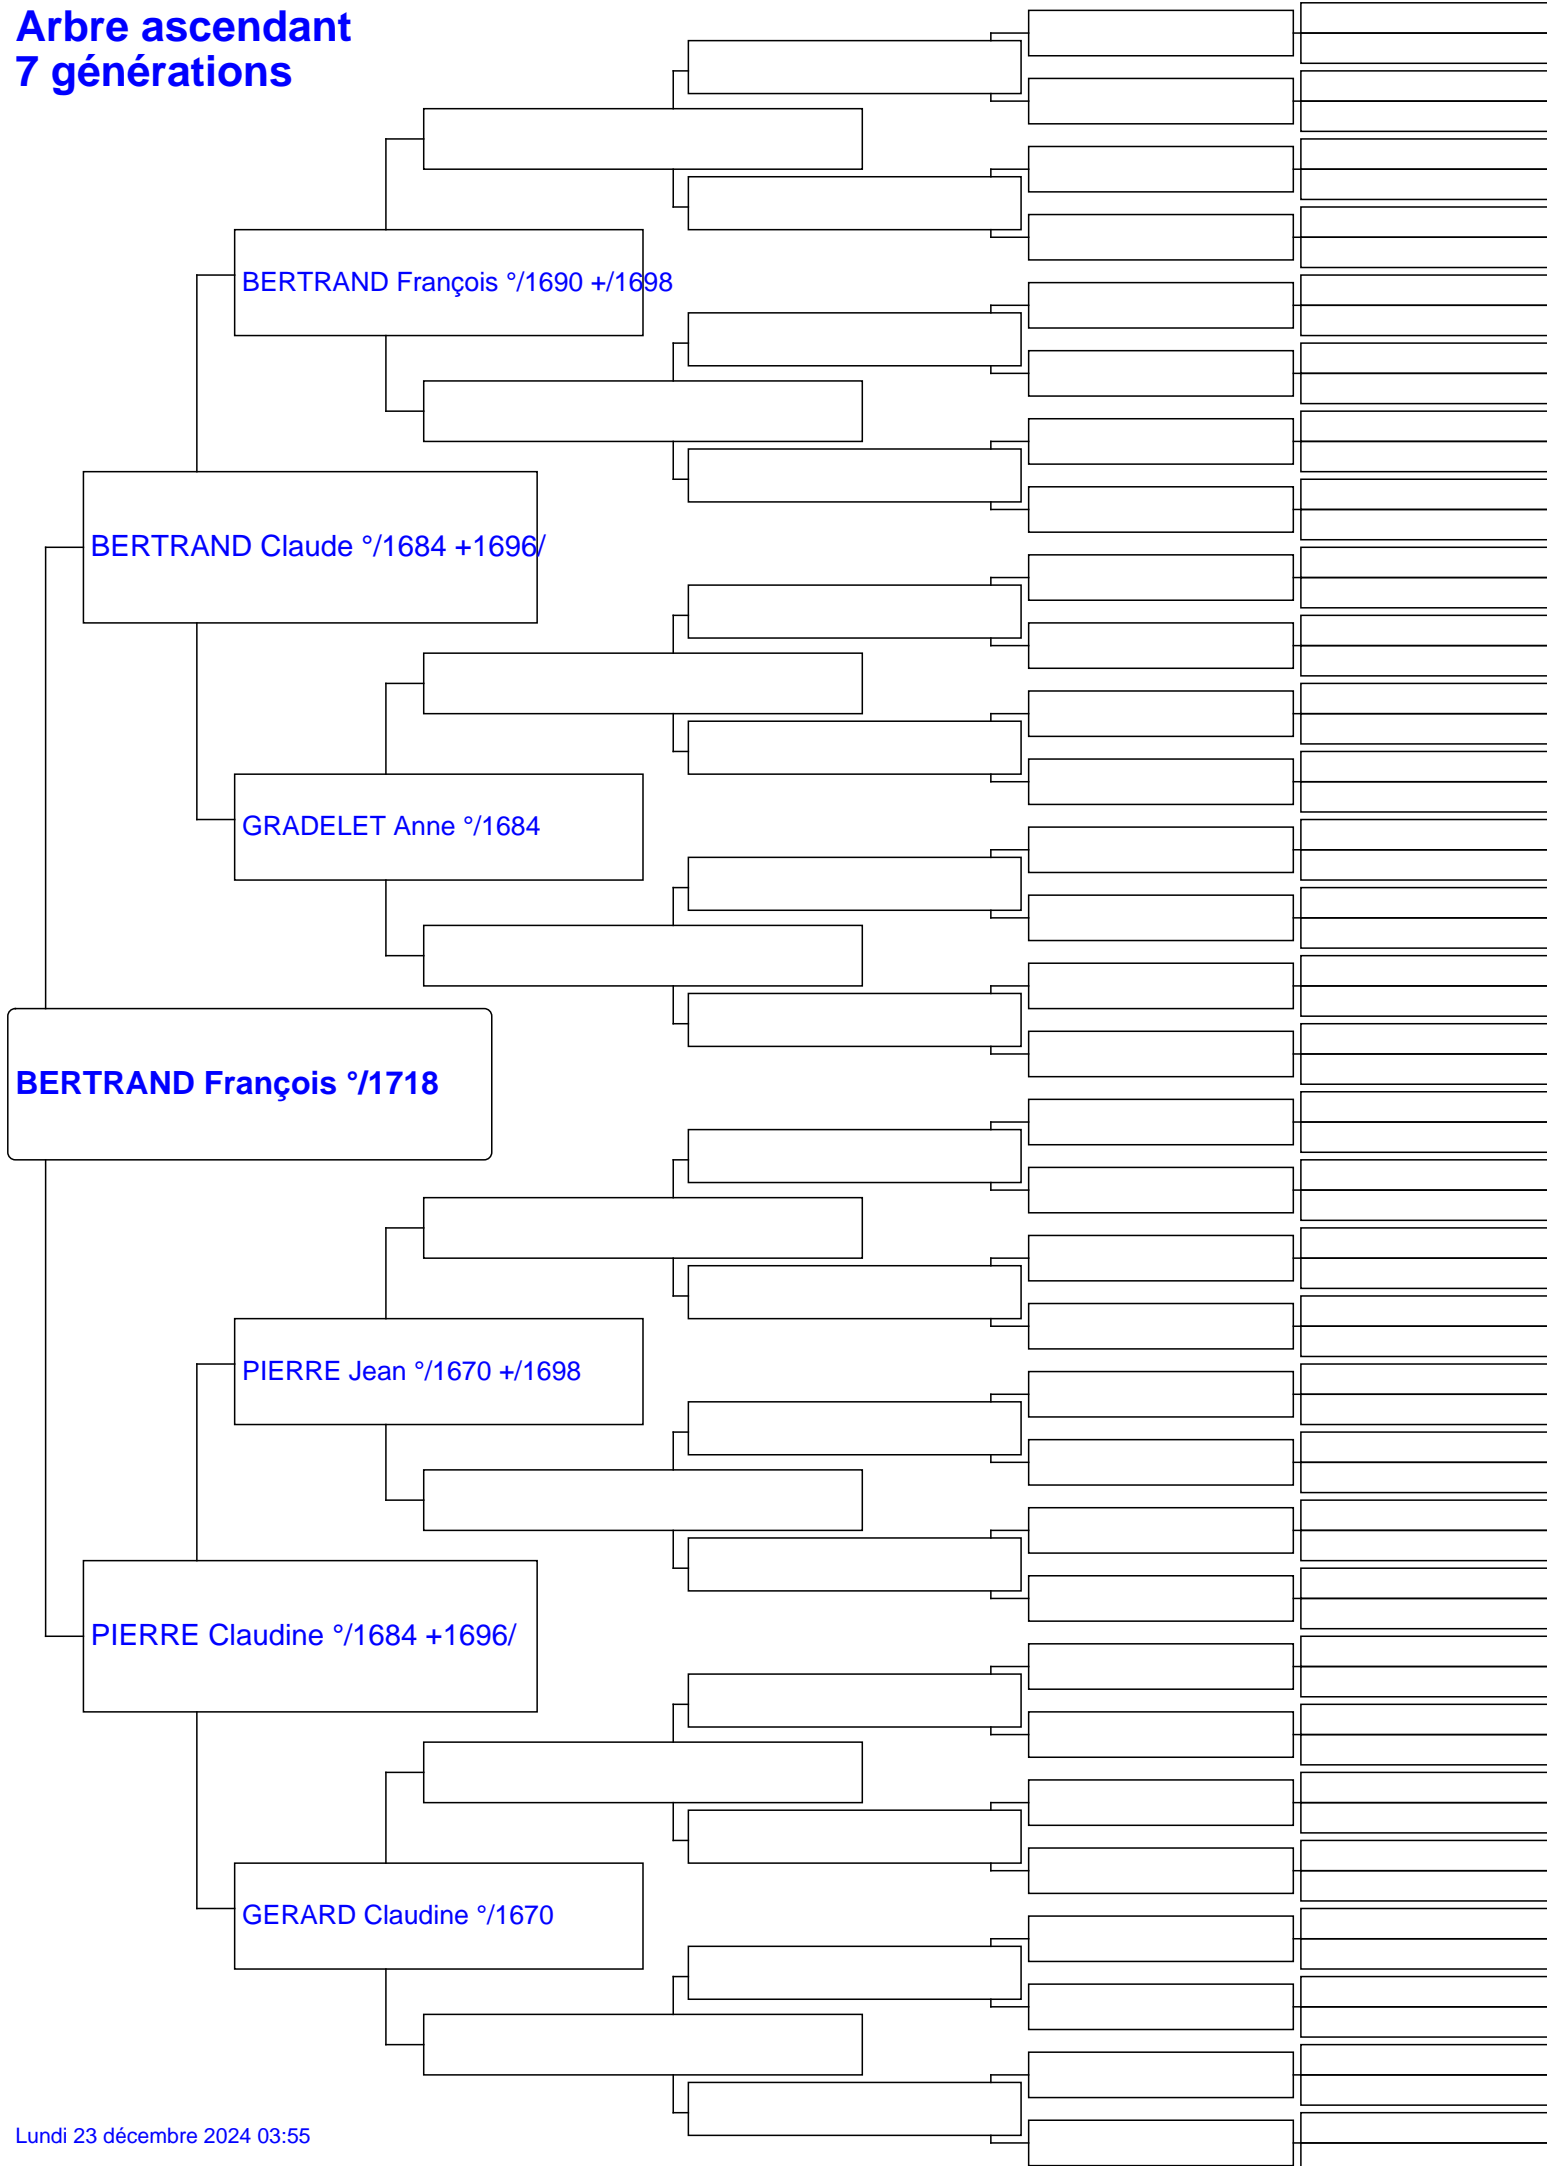 Arbre ascendant
7 générations
BERTRAND François °/1690 +/1698
BERTRAND Claude °/1684 +1696/
GRADELET Anne °/1684
BERTRAND François °/1718
PIERRE Jean °/1670 +/1698
PIERRE Claudine °/1684 +1696/
GERARD Claudine °/1670
Lundi 23 décembre 2024 03:55